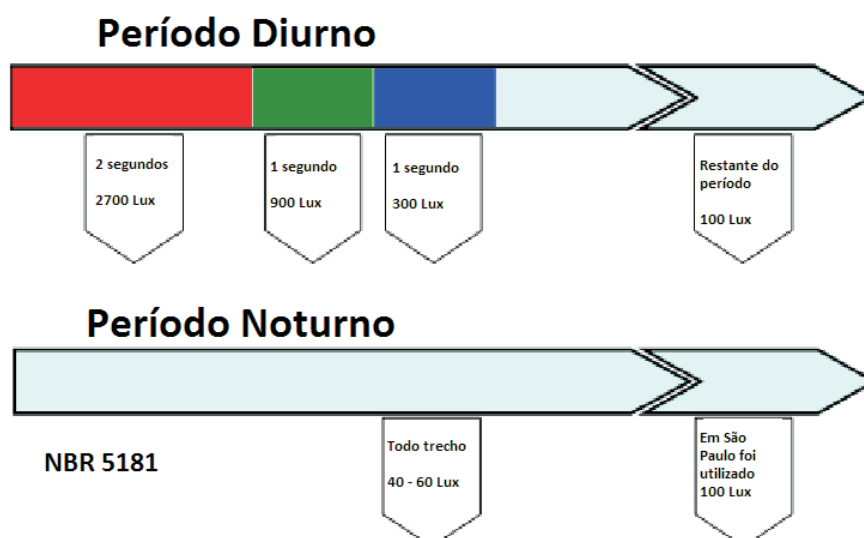 Período Diurno
2 segundos
2700 Lux
1 segundo
900 Lux
1 segundo
300 Lux
Restante do
período
100 Lux
Período Noturno
NBR 5181
Todo trecho
40 - 60 Lux
Em São
Paulo foi
utilizado
100 Lux